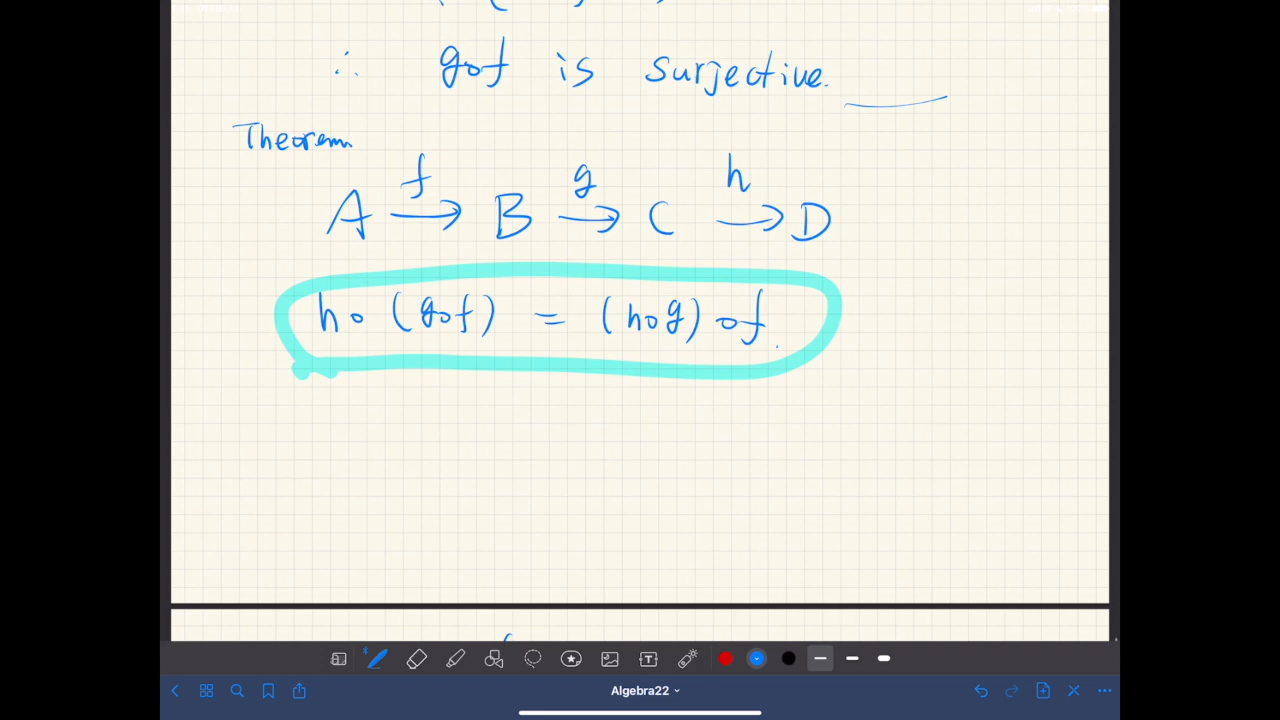 ∴ g∘f is surjective.
Theorem
A →f B →g C →h D
h∘(g∘f) = (h∘g)∘f.
T
Algebra22